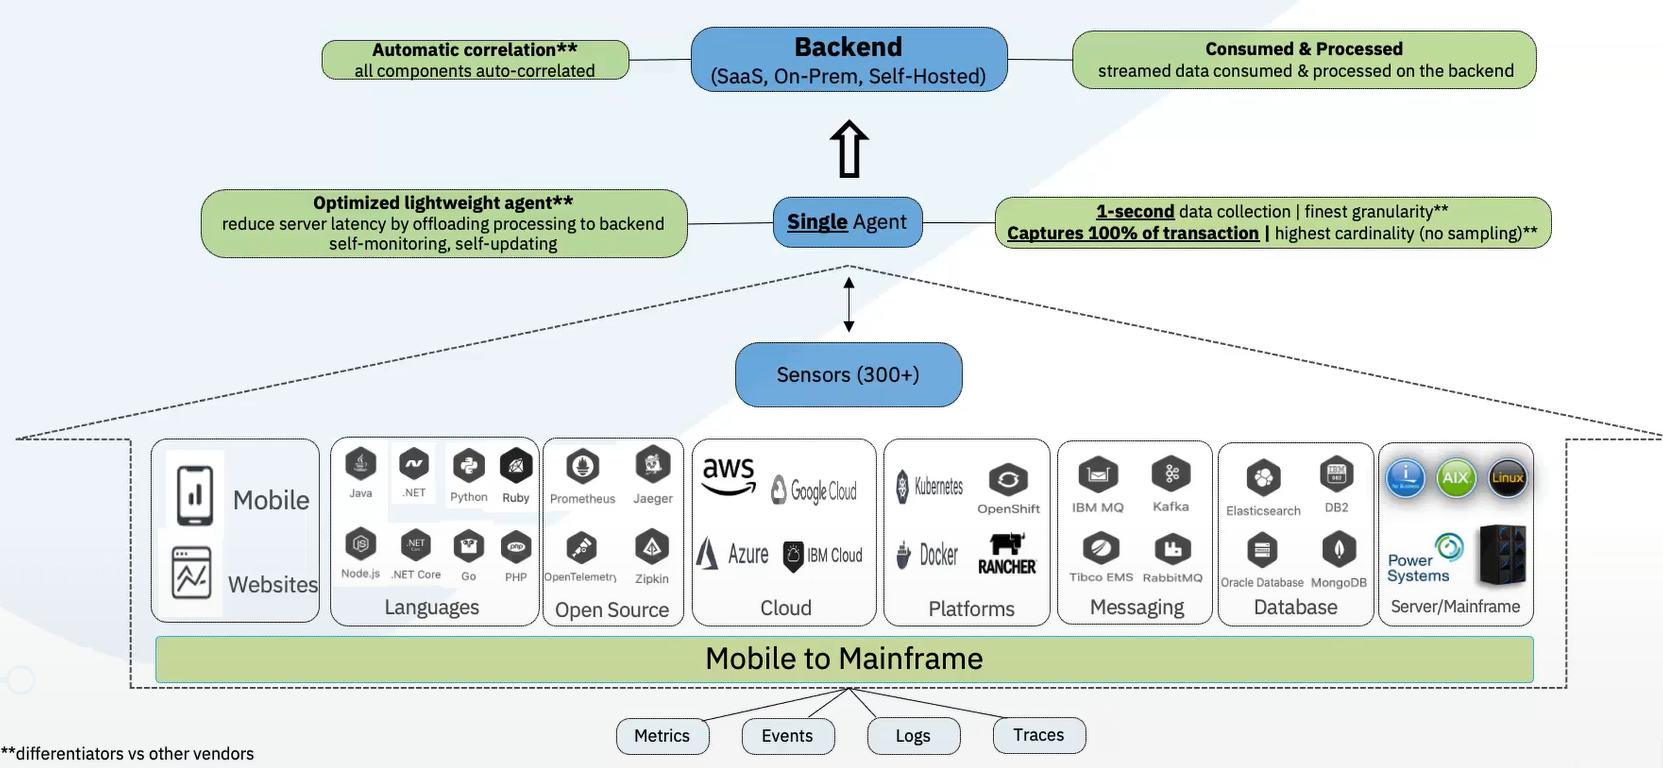 Automatic correlation**
all components auto-correlated
Backend
(SaaS, On-Prem, Self-Hosted)
Consumed & Processed
streamed data consumed & processed on the backend
Optimized lightweight agent**
reduce server latency by offloading processing to backend
self-monitoring, self-updating
Single Agent
1-second data collection | finest granularity**
Captures 100% of transaction | highest cardinality (no sampling)**
Sensors (300+)
Mobile
Websites
Java
.NET
Python
Ruby
Node.js
.NET Core
Go
PHP
Languages
Prometheus
Jaeger
OpenTelemetry
Zipkin
Open Source
aws
Google Cloud
Azure
IBM Cloud
Cloud
Kubernetes
OpenShift
Docker
RANCHER
Platforms
IBM MQ
Kafka
Tibco EMS
RabbitMQ
Messaging
Elasticsearch
DB2
Oracle Database
MongoDB
Database
i
for Business
AIX
Linux
Power
Systems
Server/Mainframe
Mobile to Mainframe
Metrics
Events
Logs
Traces
**differentiators vs other vendors